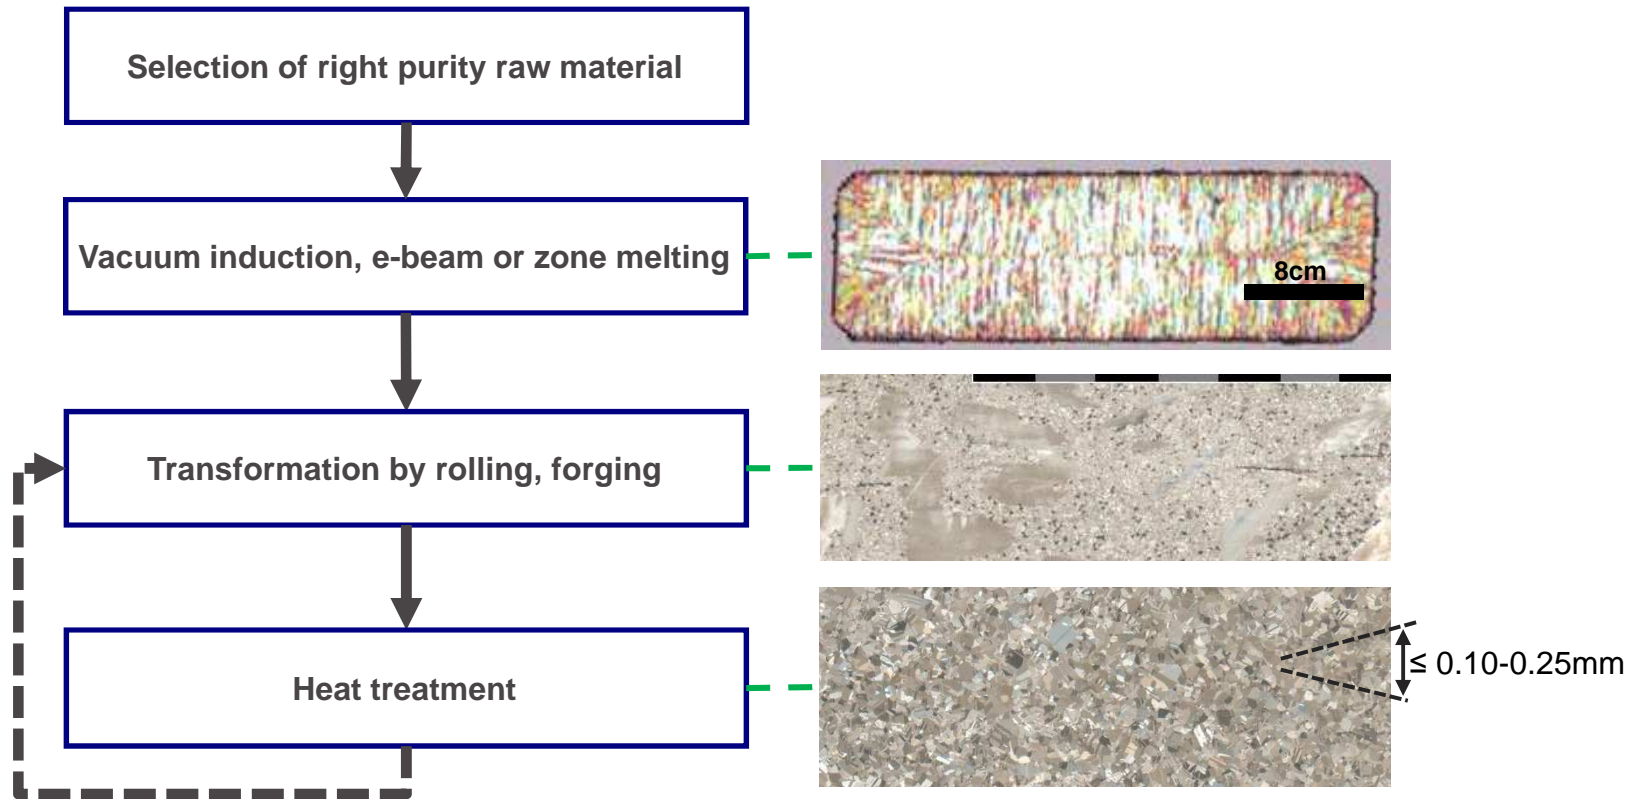 Selection of right purity raw material
Vacuum induction, e-beam or zone melting
8cm
Transformation by rolling, forging
≤ 0.10-0.25mm
Heat treatment